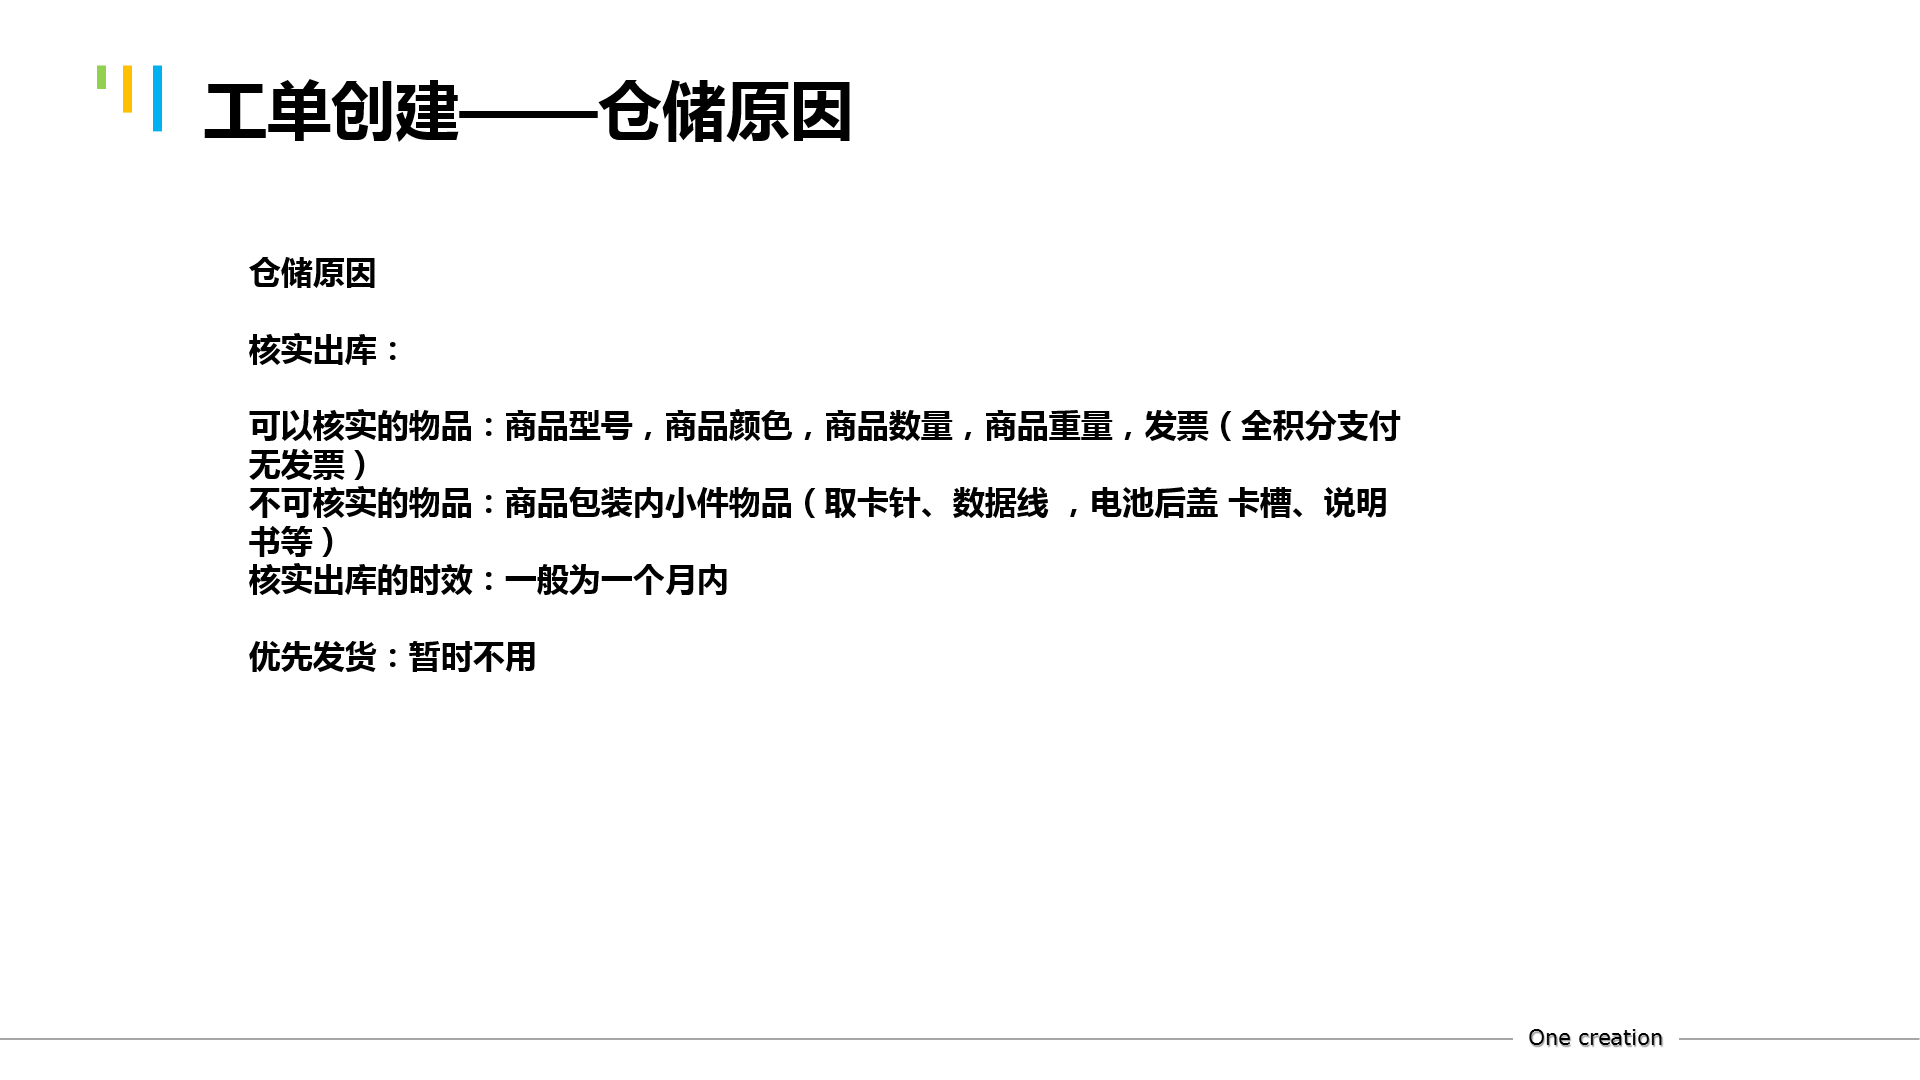 工单创建——仓储原因
仓储原因
核实出库：
可以核实的物品：商品型号，商品颜色，商品数量，商品重量，发票（全积分支付
无发票）
不可核实的物品：商品包装内小件物品（取卡针、数据线 ，电池后盖 卡槽、说明
书等）
核实出库的时效：一般为一个月内
优先发货：暂时不用
One creation